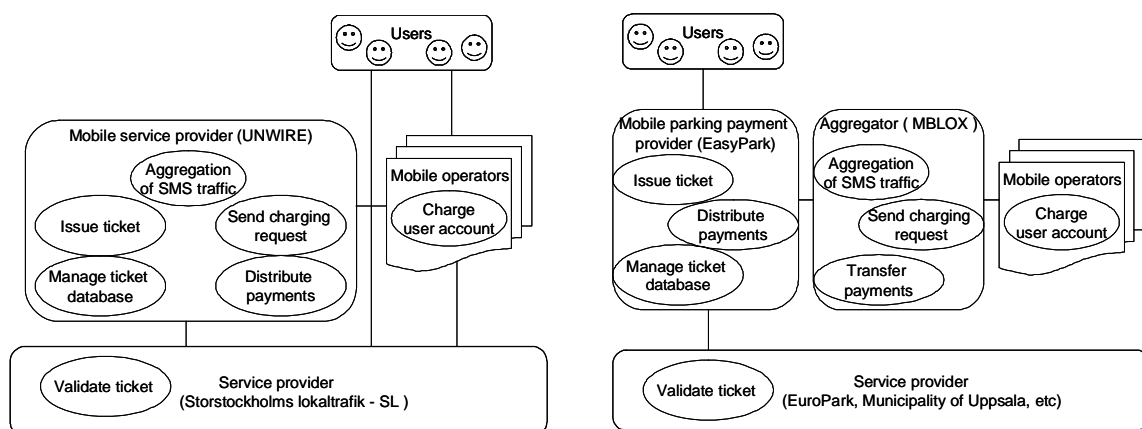 Users
Mobile service provider (UNWIRE)
Aggregation
of SMS traffic
Issue ticket
Send charging
request
Manage ticket
database
Distribute
payments
Mobile operators
Charge
user account
Validate ticket
Service provider
(Storstockholms lokaltrafik - SL )
Users
Mobile parking payment
provider (EasyPark)
Issue ticket
Distribute
payments
Manage ticket
database
Aggregator ( MBLOX )
Aggregation
of SMS traffic
Send charging
request
Transfer
payments
Mobile operators
Charge
user account
Validate ticket
Service provider
(EuroPark, Municipality of Uppsala, etc)